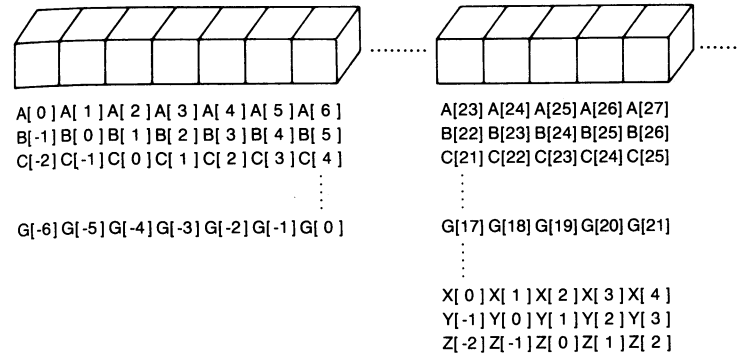 A[ 0 ] A[ 1 ] A[ 2 ] A[ 3 ] A[ 4 ] A[ 5 ] A[ 6 ] A[23] A[24] A[25] A[26] A[27]
B[-1] B[ 0 ] B[ 1 ] B[ 2 ] B[ 3 ] B[ 4 ] B[ 5 ] B[22] B[23] B[24] B[25] B[26]
C[-2] C[-1] C[ 0 ] C[ 1 ] C[ 2 ] C[ 3 ] C[ 4 ] C[21] C[22] C[23] C[24] C[25]
G[-6] G[-5] G[-4] G[-3] G[-2] G[-1] G[ 0 ] G[17] G[18] G[19] G[20] G[21]
X[ 0 ] X[ 1 ] X[ 2 ] X[ 3 ] X[ 4 ]
Y[-1] Y[ 0 ] Y[ 1 ] Y[ 2 ] Y[ 3 ]
Z[-2] Z[-1] Z[ 0 ] Z[ 1 ] Z[ 2 ]